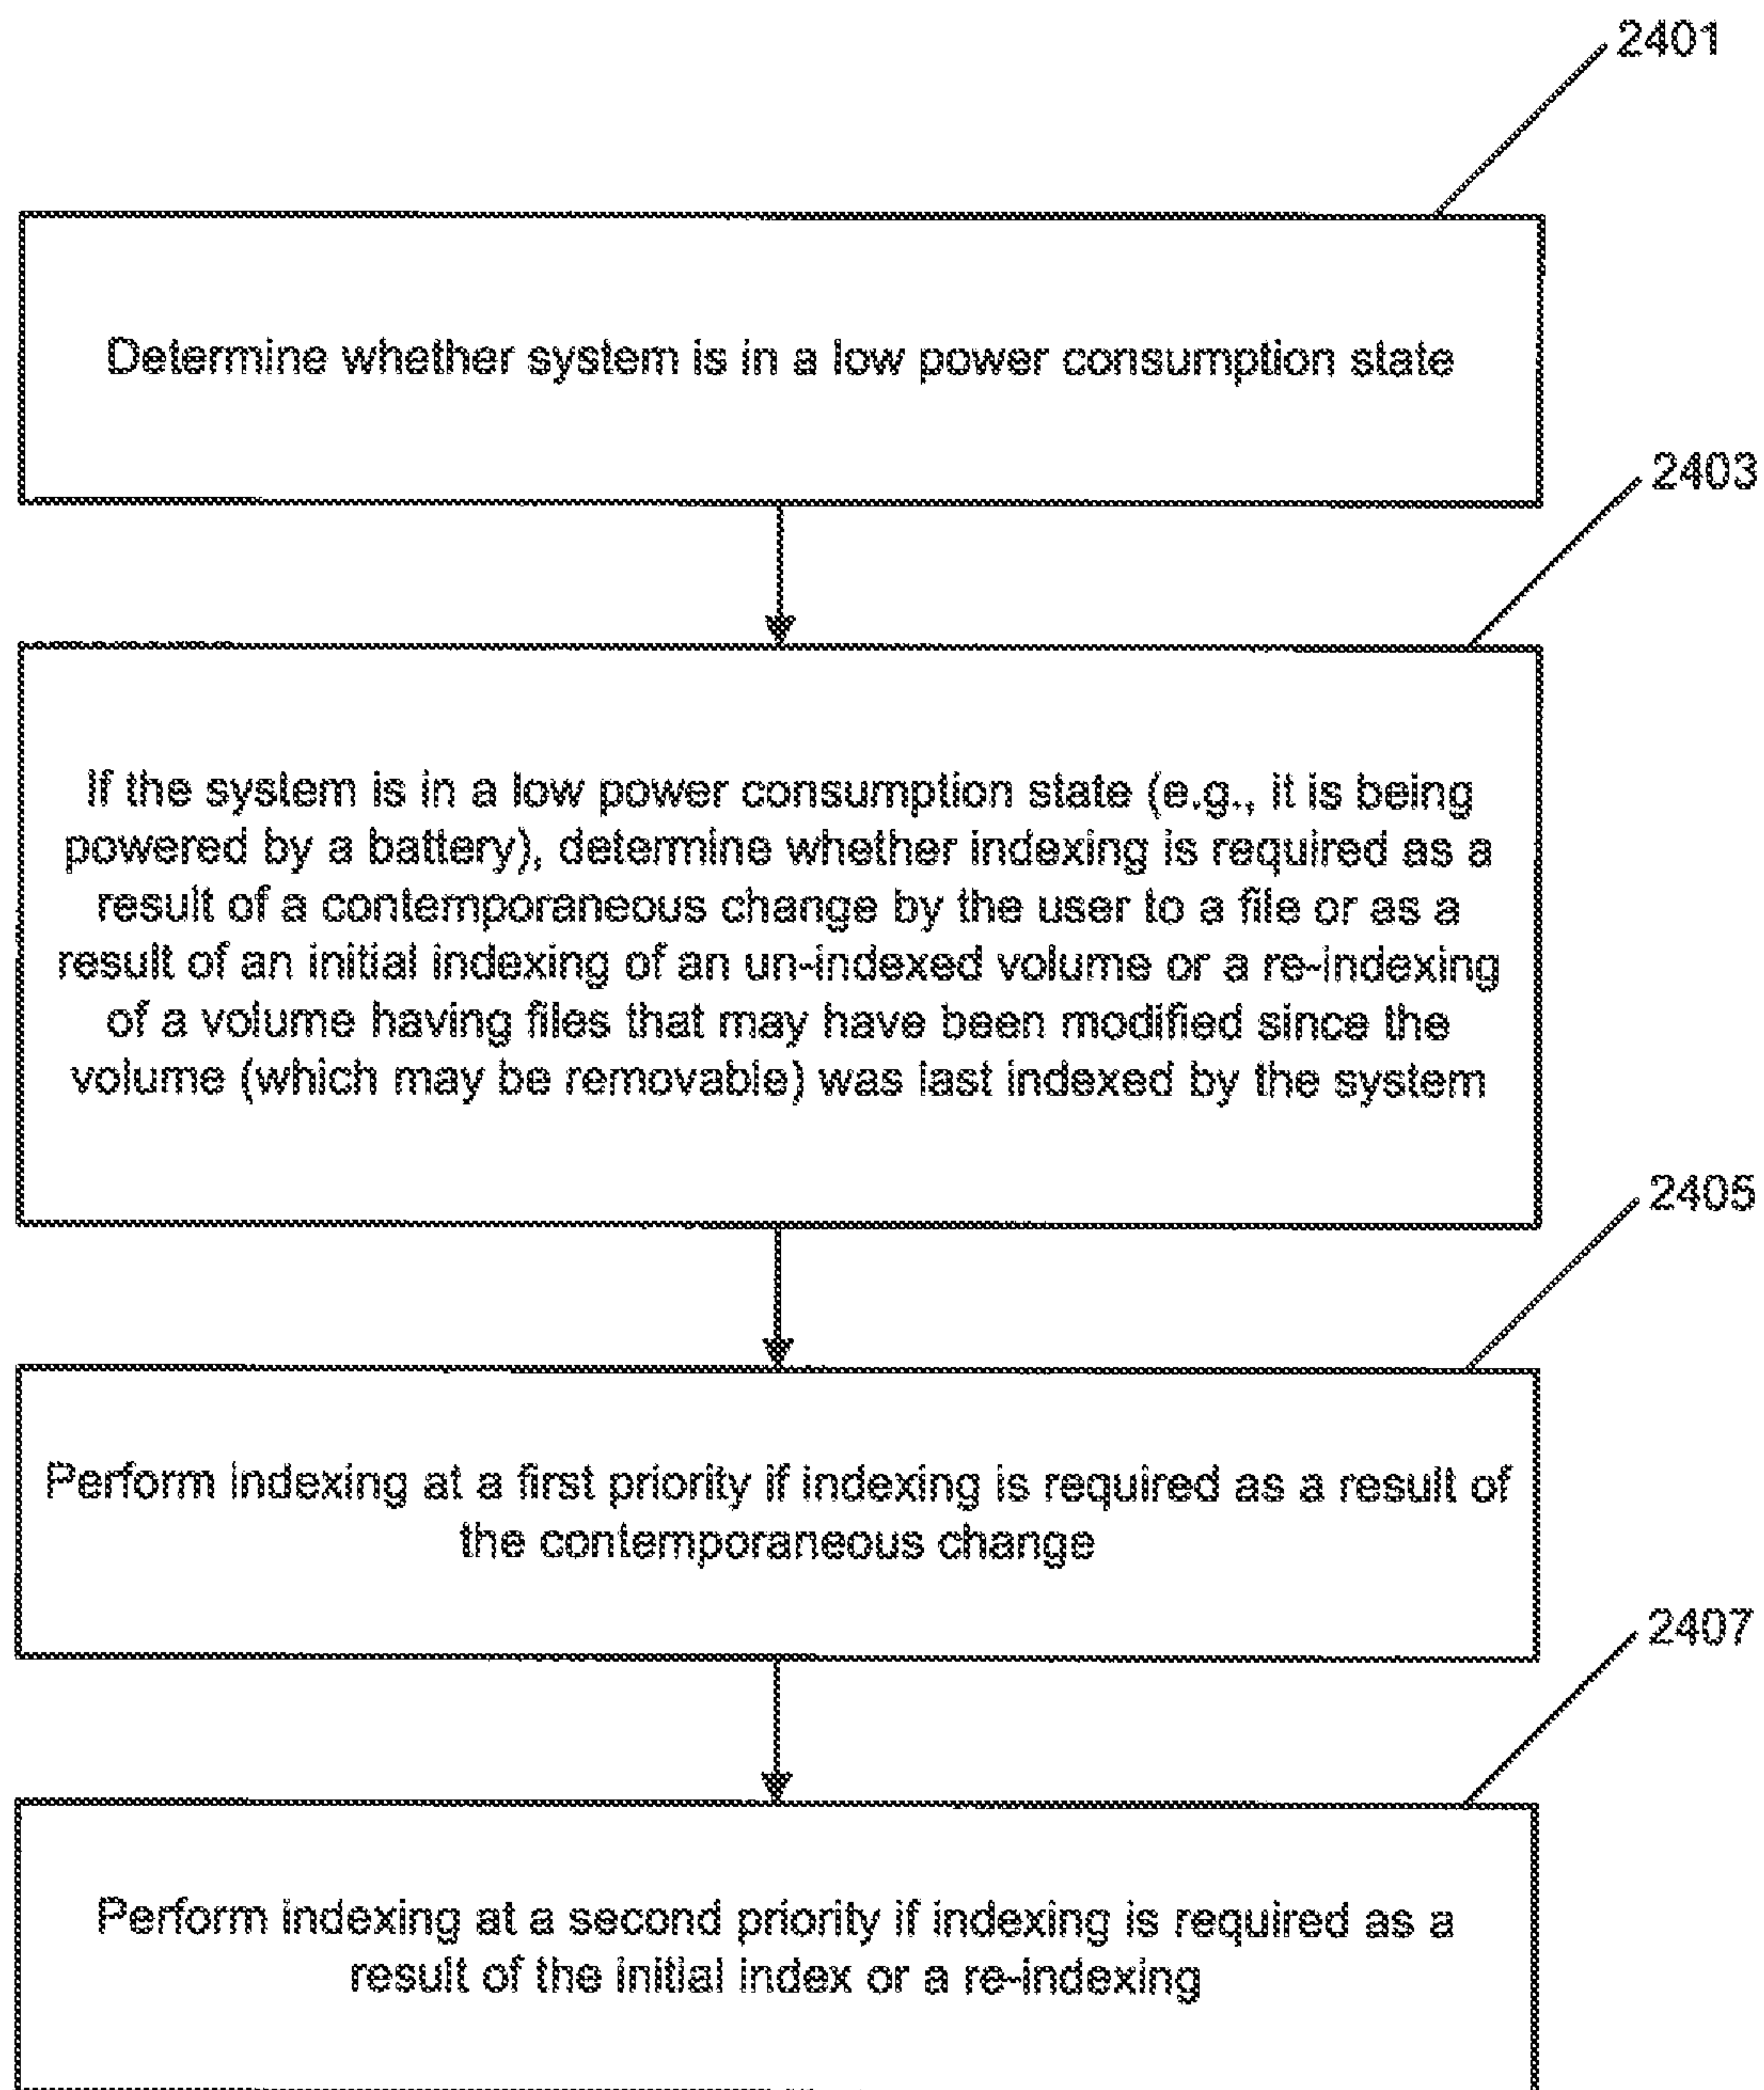 2401
Determine whether system is in a low power consumption state
2403
If the system is in a low power consumption state (e.g., it is being
powered by a battery), determine whether indexing is required as a
result of a contemporaneous change by the user to a file or as a
result of an initial indexing of an un-indexed volume or a re-indexing
of a volume having files that may have been modified since the
volume (which may be removable) was last indexed by the system
2405
Perform indexing at a first priority if indexing is required as a result of
the contemporaneous change
2407
Perform indexing at a second priority if indexing is required as a
result of the initial index or a re-indexing